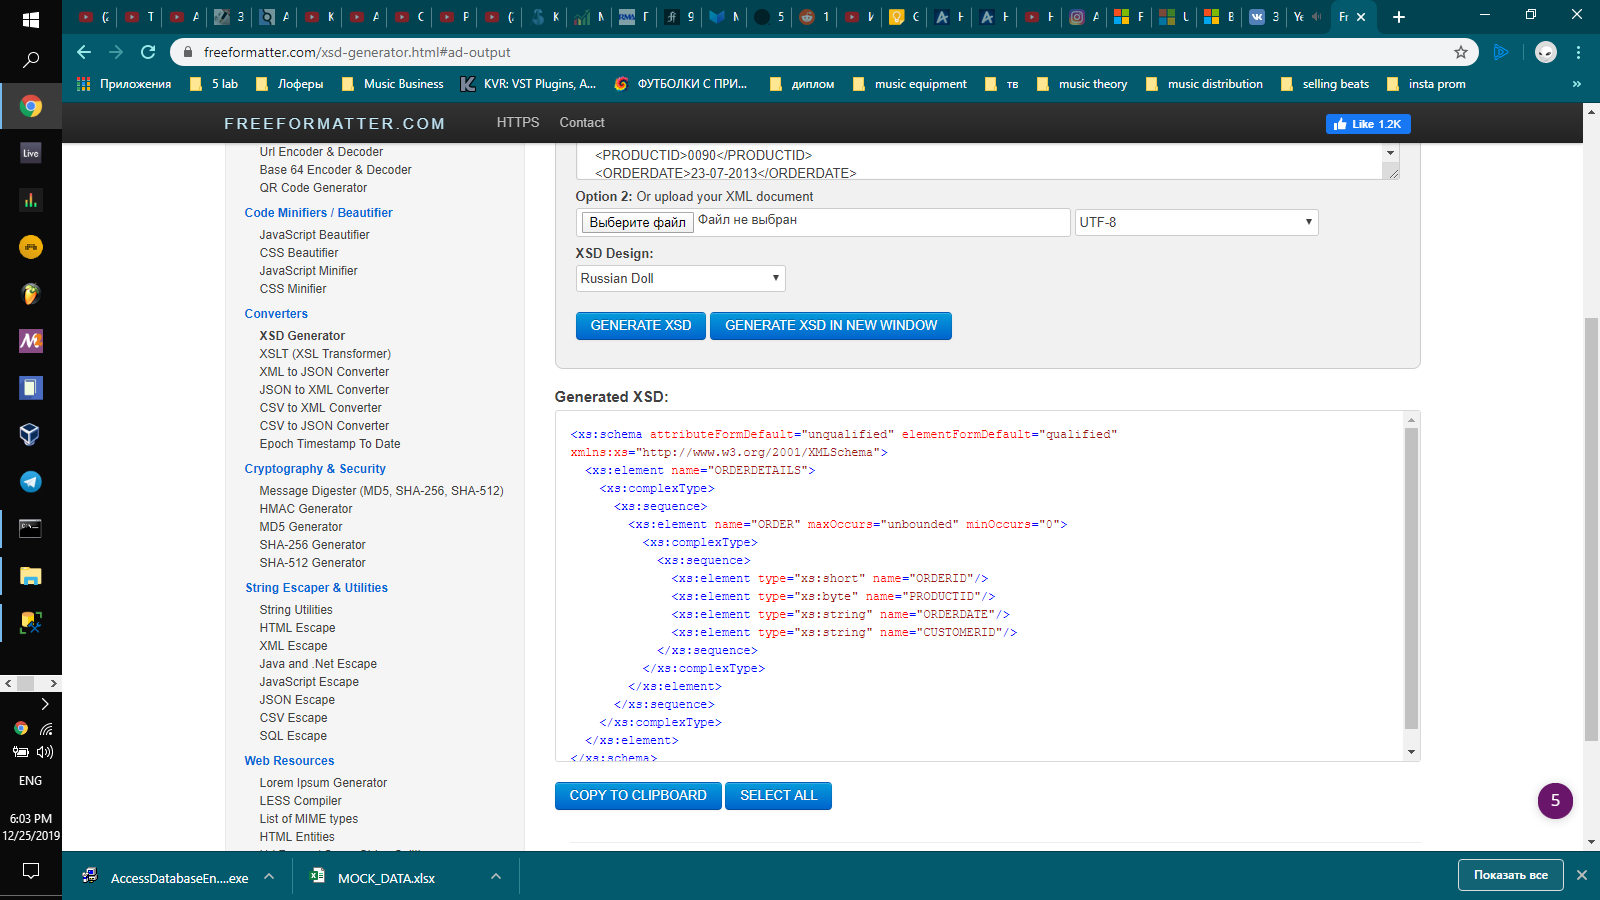 (2
T
A
3
A
K
A
C
P
(2
K
M
Г
9
M
5
1
И
G
H
H
H
A
F
U
B
3
Ye
Fr
freeformatter.com/xsd-generator.html#ad-output
Приложения
5 lab
Лоферы
Music Business
KVR: VST Plugins, A...
ФУТБОЛКИ С ПРИ...
диплом
music equipment
тв
music theory
music distribution
selling beats
insta prom
»
FREEFORMATTER.COM
HTTPS
Contact
Like 1.2K
Url Encoder & Decoder
Base 64 Encoder & Decoder
QR Code Generator
Code Minifiers / Beautifier
JavaScript Beautifier
CSS Beautifier
JavaScript Minifier
CSS Minifier
Converters
XSD Generator
XSLT (XSL Transformer)
XML to JSON Converter
JSON to XML Converter
CSV to XML Converter
CSV to JSON Converter
Epoch Timestamp To Date
Cryptography & Security
Message Digester (MD5, SHA-256, SHA-512)
HMAC Generator
MD5 Generator
SHA-256 Generator
SHA-512 Generator
String Escaper & Utilities
String Utilities
HTML Escape
XML Escape
Java and .Net Escape
JavaScript Escape
JSON Escape
CSV Escape
SQL Escape
Web Resources
Lorem Ipsum Generator
LESS Compiler
List of MIME types
HTML Entities
<PRODUCTID>0090</PRODUCTID>
<ORDERDATE>23-07-2013</ORDERDATE>
Option 2: Or upload your XML document
Выберите файл Файл не выбран
UTF-8
XSD Design:
Russian Doll
GENERATE XSD
GENERATE XSD IN NEW WINDOW
Generated XSD:
<xs:schema attributeFormDefault="unqualified" elementFormDefault="qualified"
xmlns:xs="http://www.w3.org/2001/XMLSchema">
<xs:element name="ORDERDETAILS">
<xs:complexType>
<xs:sequence>
<xs:element name="ORDER" maxOccurs="unbounded" minOccurs="0">
<xs:complexType>
<xs:sequence>
<xs:element type="xs:short" name="ORDERID"/>
<xs:element type="xs:byte" name="PRODUCTID"/>
<xs:element type="xs:string" name="ORDERDATE"/>
<xs:element type="xs:string" name="CUSTOMERID"/>
</xs:sequence>
</xs:complexType>
</xs:element>
</xs:sequence>
</xs:complexType>
</xs:element>
</xs:schema>
COPY TO CLIPBOARD
SELECT ALL
5
Live
ENG
6:03 PM
12/25/2019
AccessDatabaseEn....exe
MOCK_DATA.xlsx
Показать все